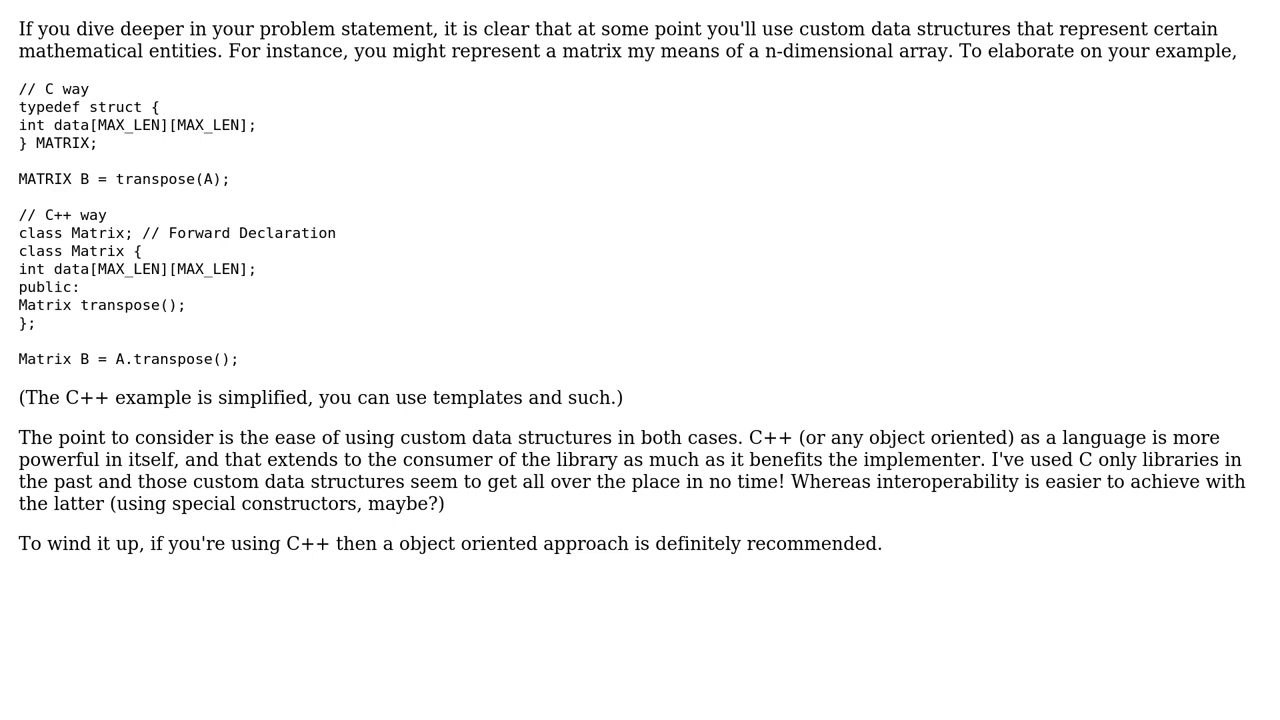 If you dive deeper in your problem statement, it is clear that at some point you'll use custom data structures that represent certain
mathematical entities. For instance, you might represent a matrix my means of a n-dimensional array. To elaborate on your example,
// C way
typedef struct {
int data[MAX_LEN][MAX_LEN];
} MATRIX;
MATRIX B = transpose(A);
// C++ way
class Matrix; // Forward Declaration
class Matrix {
int data[MAX_LEN][MAX_LEN];
public:
Matrix transpose();
};
Matrix B = A.transpose();
(The C++ example is simplified, you can use templates and such.)
The point to consider is the ease of using custom data structures in both cases. C++ (or any object oriented) as a language is more
powerful in itself, and that extends to the consumer of the library as much as it benefits the implementer. I've used C only libraries in
the past and those custom data structures seem to get all over the place in no time! Whereas interoperability is easier to achieve with
the latter (using special constructors, maybe?)
To wind it up, if you're using C++ then a object oriented approach is definitely recommended.